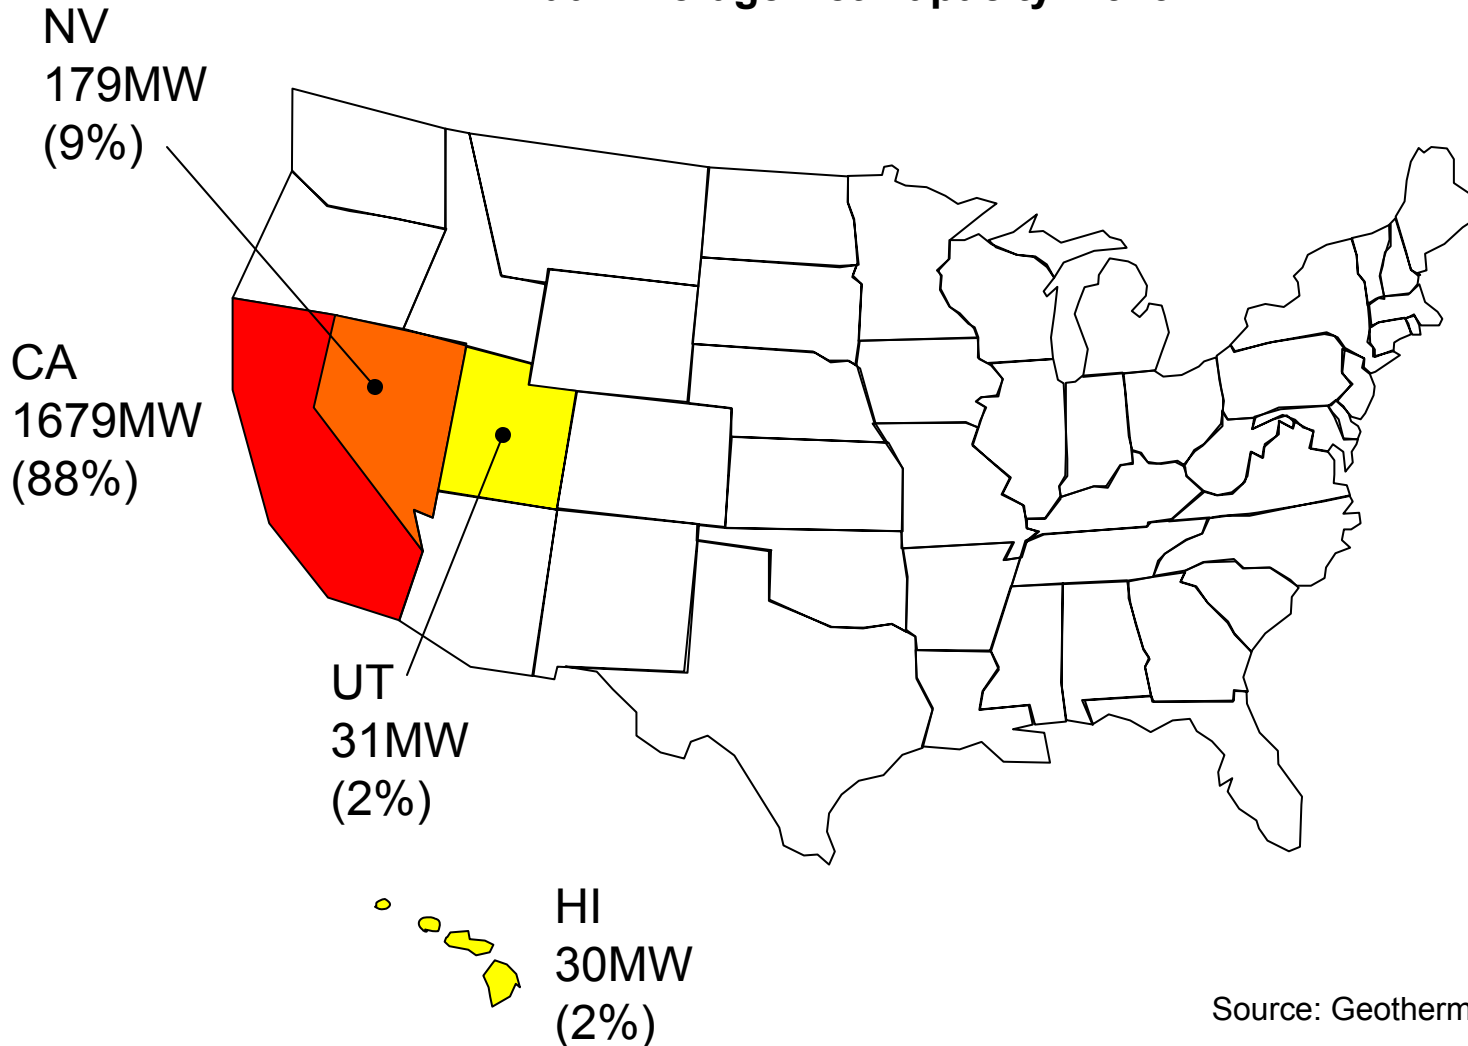 NV
179MW
(9%)
CA
1679MW
(88%)
UT
31MW
(2%)
HI
30MW
(2%)
Source: Geotherm